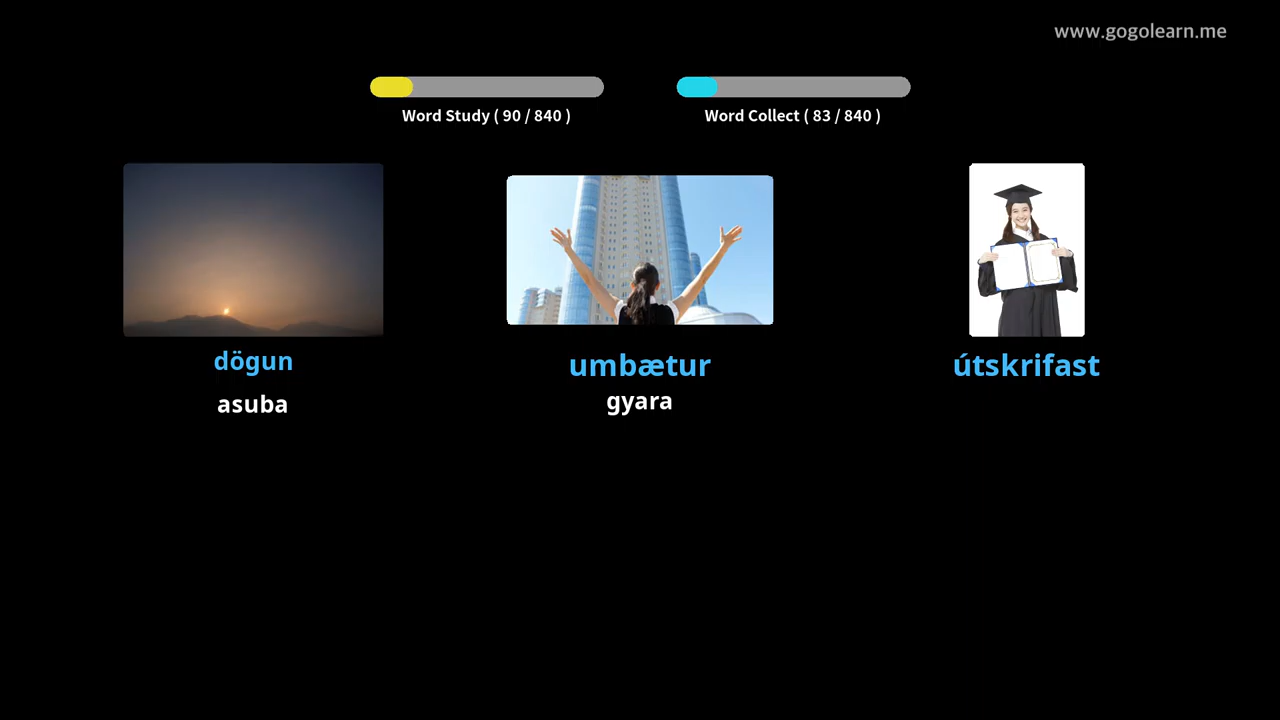 www.gogolearn.me
Word Study ( 90 / 840 )
Word Collect ( 83 / 840 )
dögun
asuba
umbætur
gyara
útskrifast